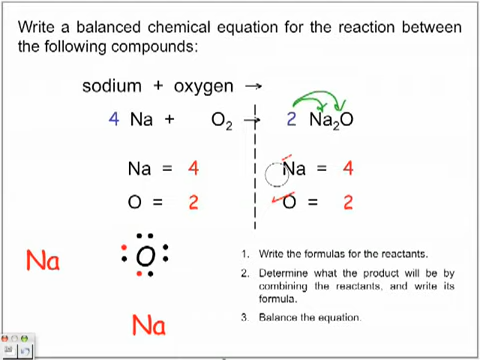 Write a balanced chemical equation for the reaction between
the following compounds:
sodium + oxygen →
4 Na + O₂ → 2 Na₂O
Na = 4 Na = 4
O = 2 O = 2
Na O
Na
1. Write the formulas for the reactants.
2. Determine what the product will be by
combining the reactants, and write its
formula.
3. Balance the equation.